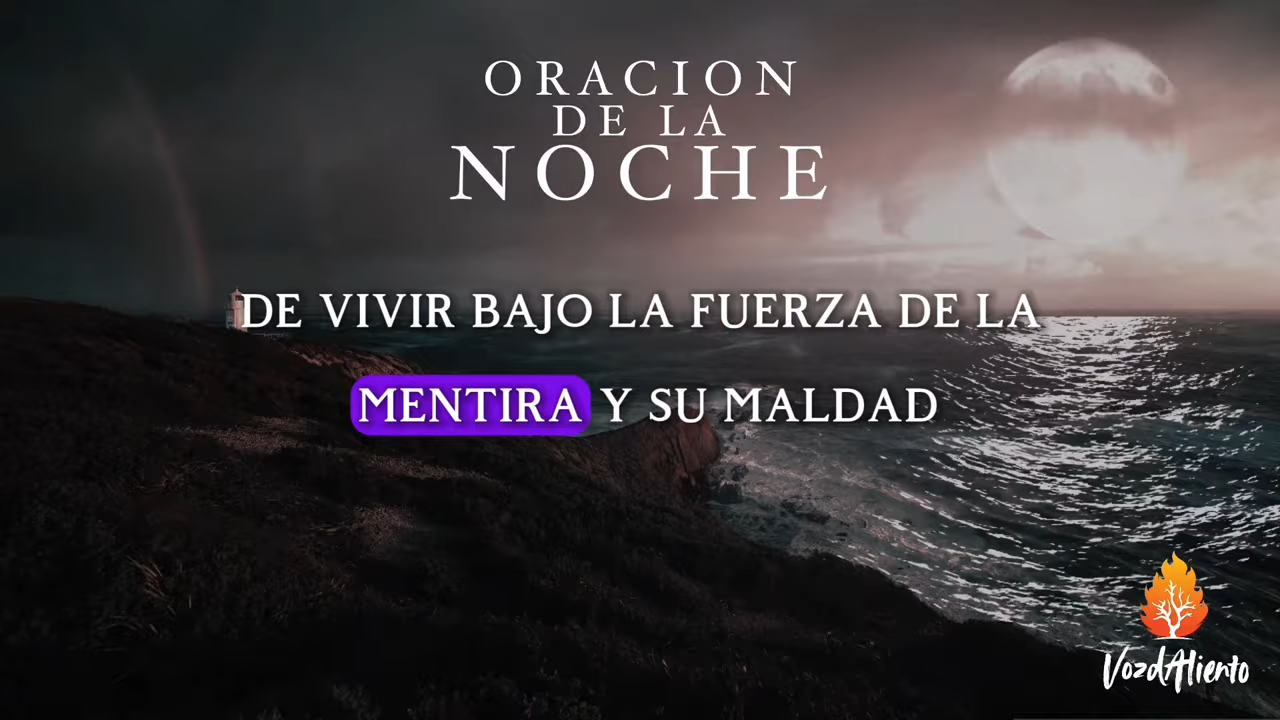 ORACION
DE LA
NOCHE
DE VIVIR BAJO LA FUERZA DE LA
MENTIRA Y SU MALDAD
VozdAliento